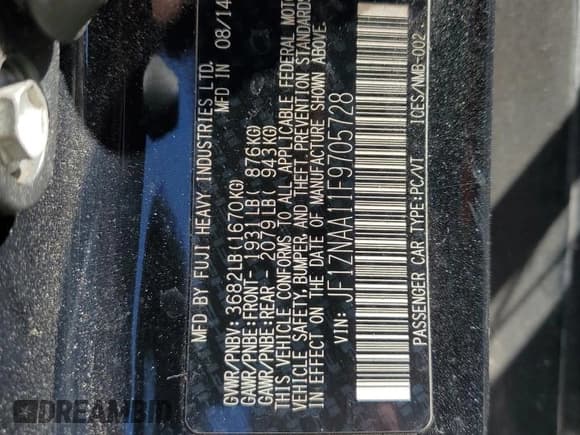 MFD BY FUJI HEAVY INDUSTRIES LTD. MFD IN 08/14
GVWR/PNBV: 3682LB(1670KG)
GAWR/PNBE:FRONT- 1931LB( 876KG)
GAWR/PNBE:REAR - 2079LB( 943KG)
THIS VEHICLE CONFORMS TO ALL APPLICABLE FEDERAL MOTOR
VEHICLE SAFETY, BUMPER AND THEFT PREVENTION STANDARDS
IN EFFECT ON THE DATE OF MANUFACTURE SHOWN ABOVE.
VIN: JF1ZNAA11F9705728
PASSENGER CAR TYPE:PC/VT ICES/NMB-002
DREAMBID